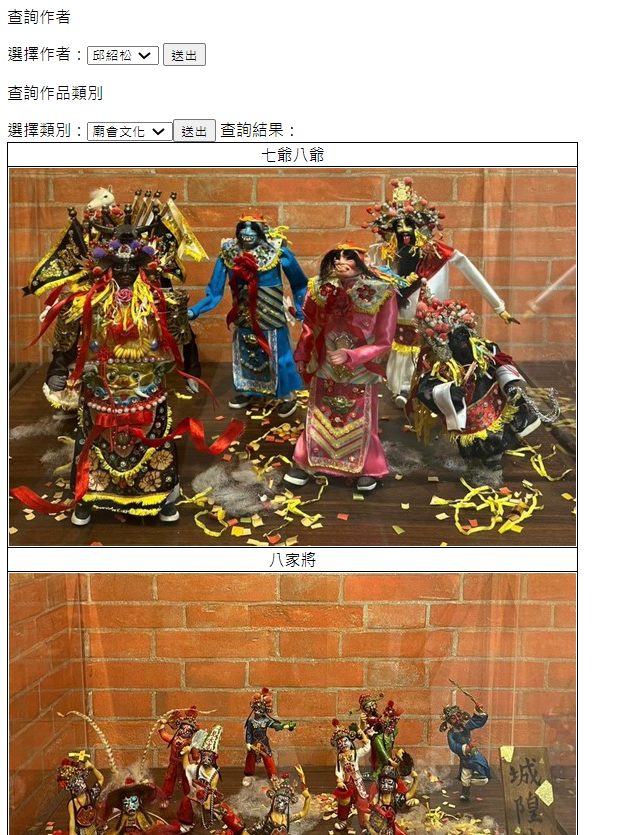 查詢作者
選擇作者：邱紹松 送出
查詢作品類別
選擇類別：廟會文化 送出 查詢結果：
七爺八爺
八家將
城隍